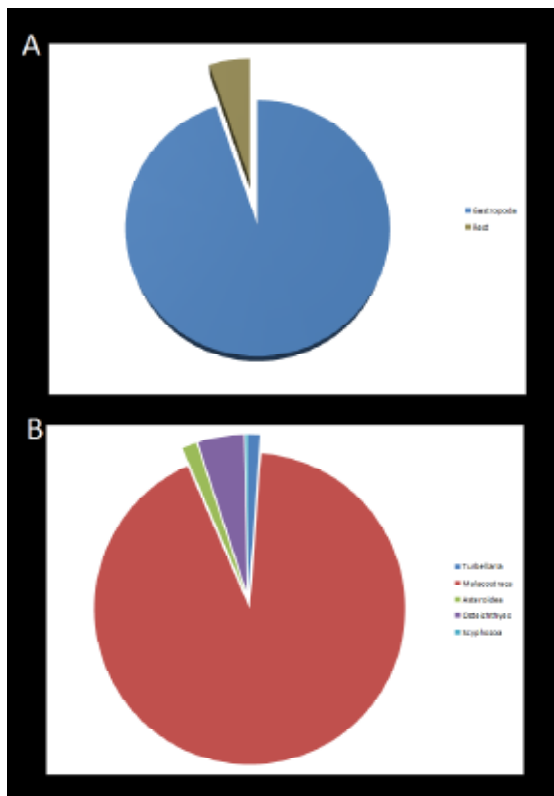 A
Gastropoda
Rest
B
Turbellaria
Malacostraca
Asteroidea
Osteichthyes
Scyphozoa